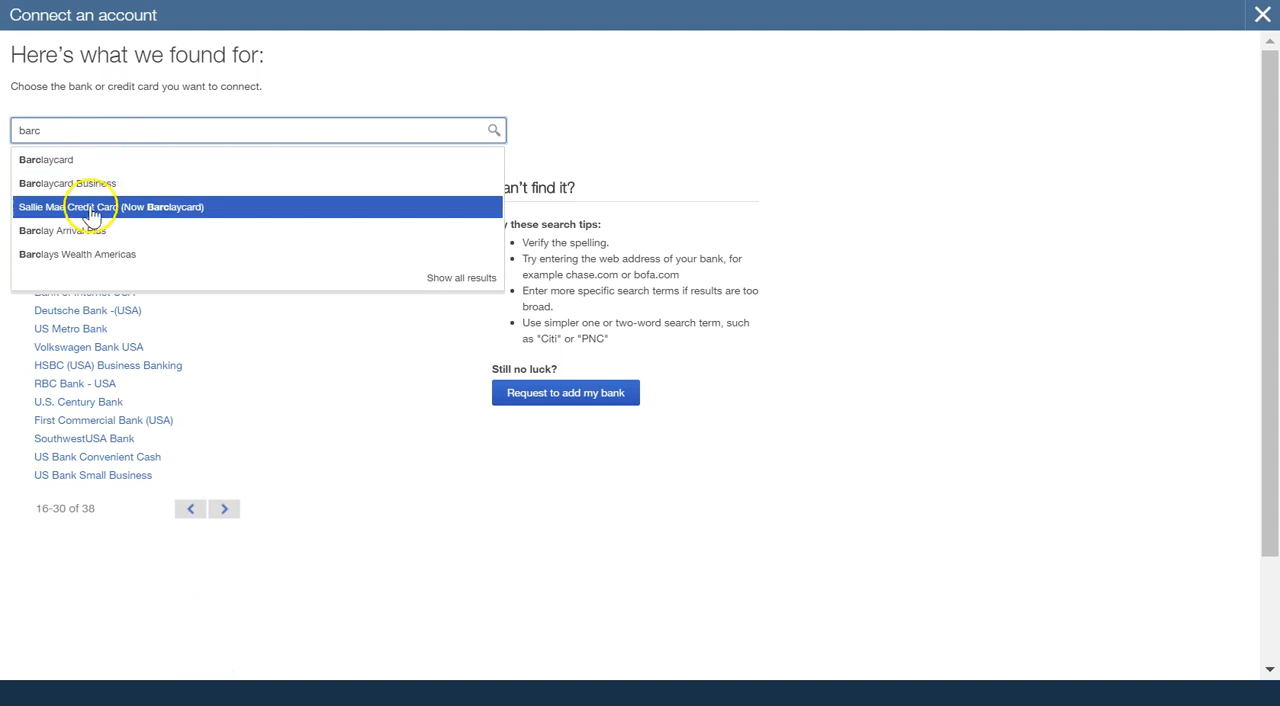 Connect an account
Here's what we found for:
Choose the bank or credit card you want to connect.
barc
Barclaycard
Barclaycard Business
Sallie Mae Credit Card (Now Barclaycard)
Barclay Arrival Plus
Barclays Wealth Americas
Show all results
Deutsche Bank -(USA)
US Metro Bank
Volkswagen Bank USA
HSBC (USA) Business Banking
RBC Bank - USA
U.S. Century Bank
First Commercial Bank (USA)
SouthwestUSA Bank
US Bank Convenient Cash
US Bank Small Business
16-30 of 38
an't find it?
these search tips:
Verify the spelling.
Try entering the web address of your bank, for
example chase.com or bofa.com
Enter more specific search terms if results are too
broad.
Use simpler one or two-word search term, such
as "Citi" or "PNC"
Still no luck?
Request to add my bank